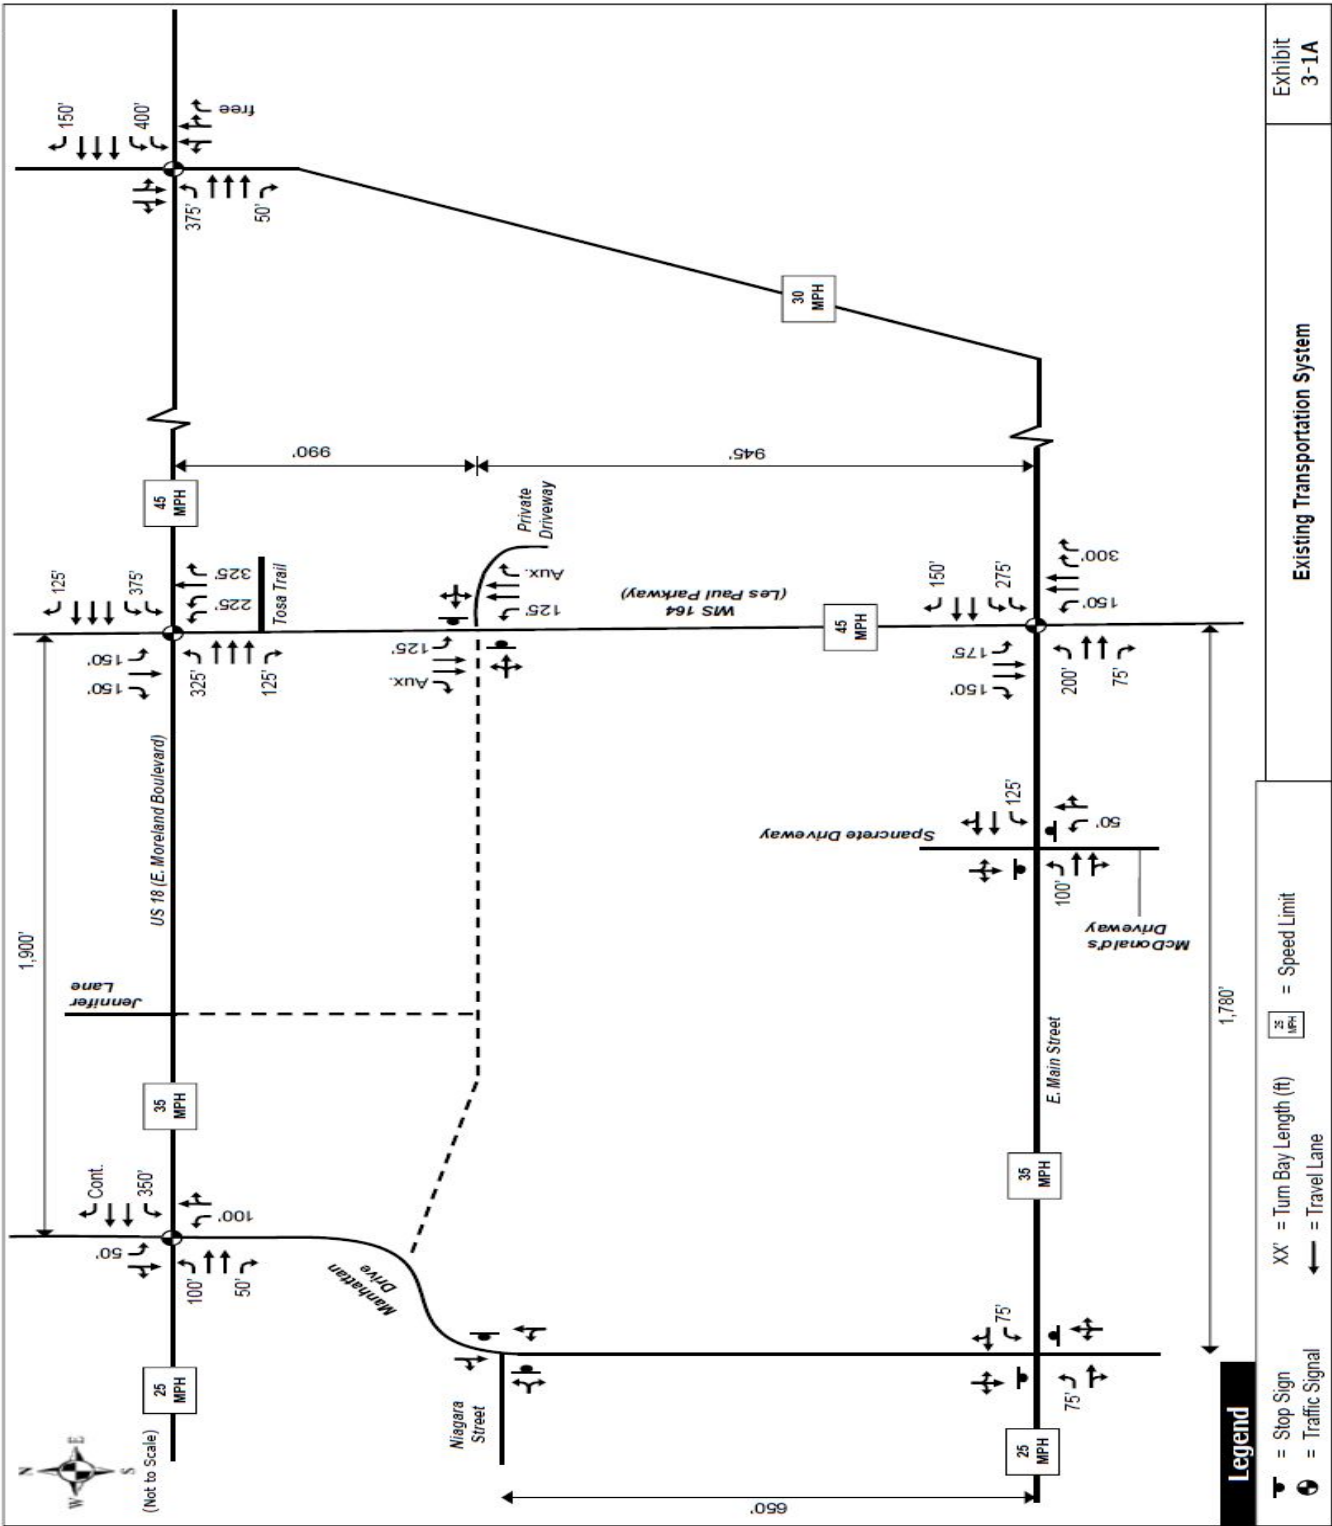 N
W
E
S
(Not to Scale)
1,900'
25
MPH
35
MPH
45
MPH
US 18 (E. Moreland Boulevard)
Jennifer
Lane
50'
Cont.
350'
100'
50'
100'
150'
150'
125'
375'
325'
125'
225'
325'
Tosa Trail
150'
400'
375'
50'
free
990'
945'
30
MPH
Manhattan
Drive
Niagara
Street
650'
Aux.
125'
125'
Aux.
Private
Driveway
WIS 164
(Les Paul Parkway)
45
MPH
25
MPH
35
MPH
E. Main Street
75'
75'
Spancrete Driveway
125'
100'
50'
McDonald's
Driveway
150'
175'
150'
275'
200'
75'
150'
300'
1,780'
Legend
= Stop Sign
= Traffic Signal
XX' = Turn Bay Length (ft)
= Travel Lane
25
MPH
= Speed Limit
Existing Transportation System
Exhibit
3-1A